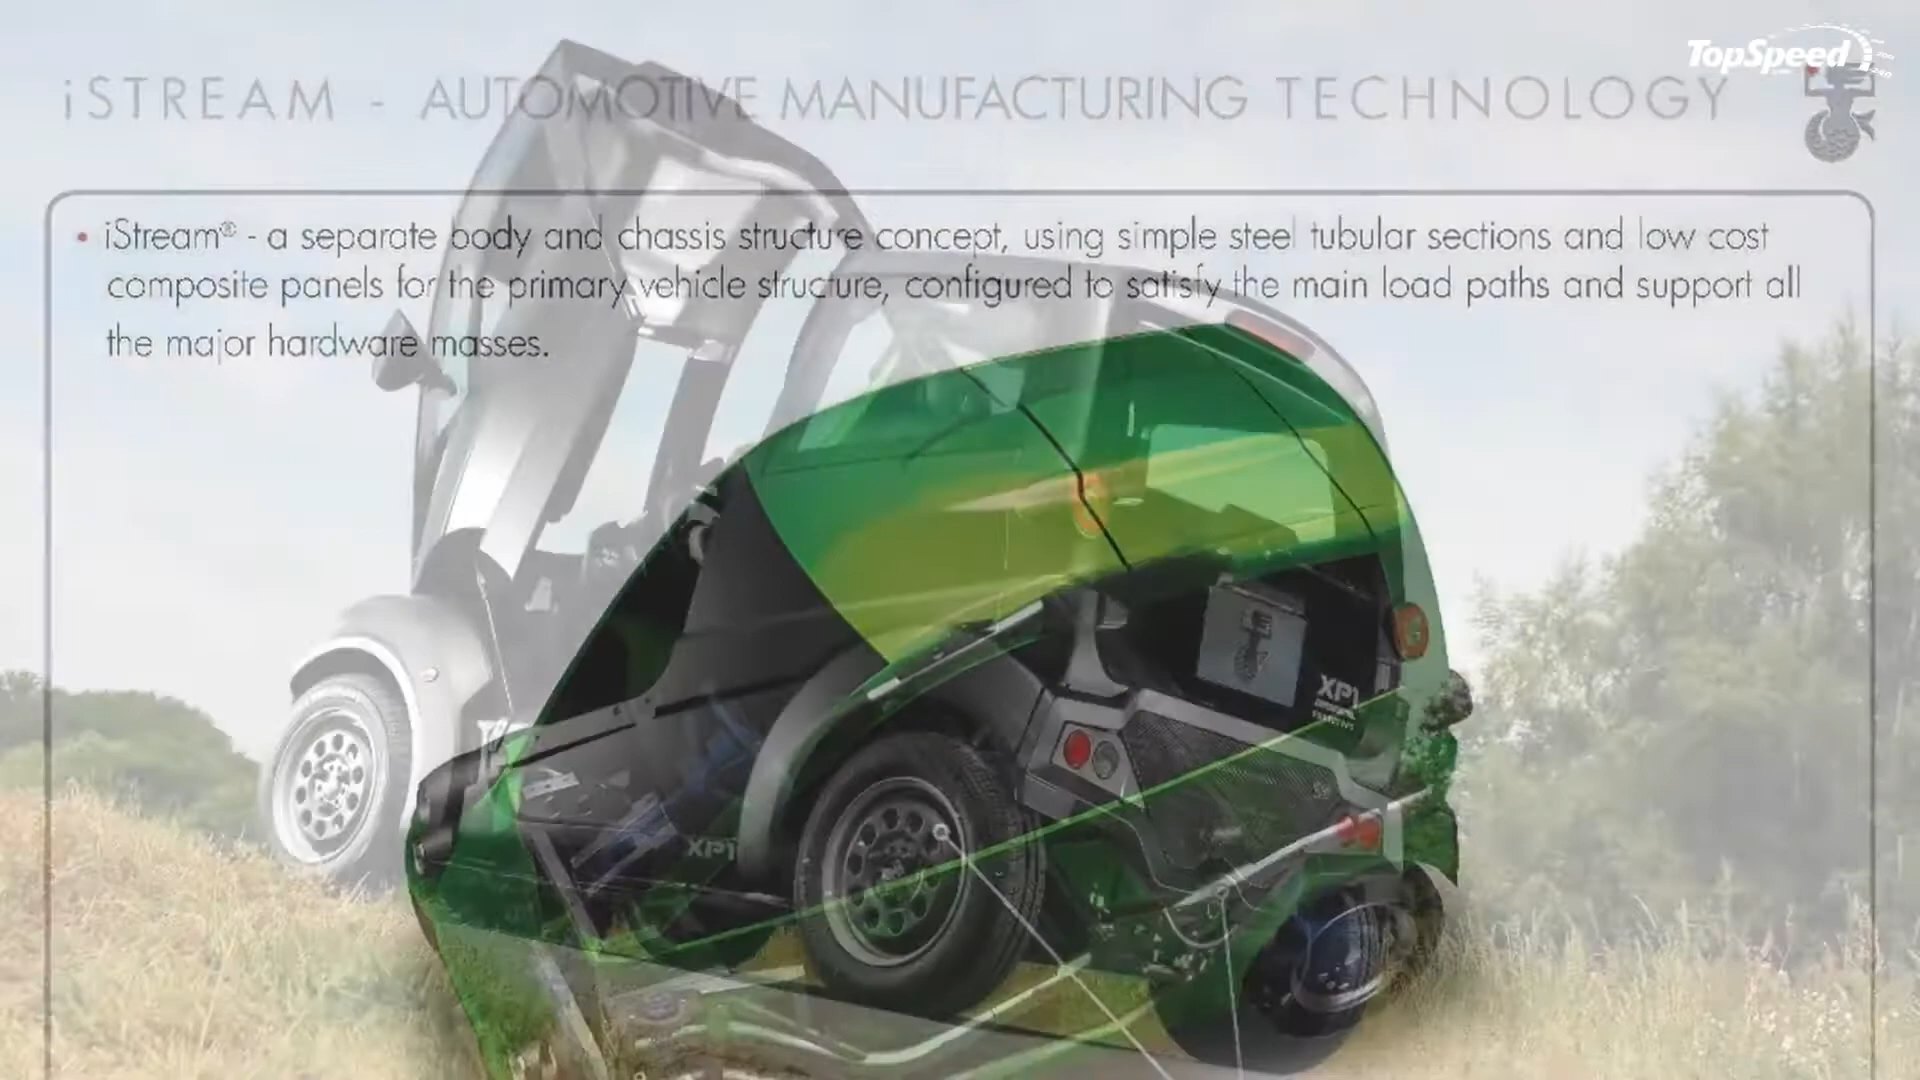 TopSpeed
iSTREAM - AUTOMOTIVE MANUFACTURING TECHNOLOGY
• iStream® - a separate body and chassis structure concept, using simple steel tubular sections and low cost
composite panels for the primary vehicle structure, configured to satisfy the main load paths and support all
the major hardware masses.
XP1
XP1